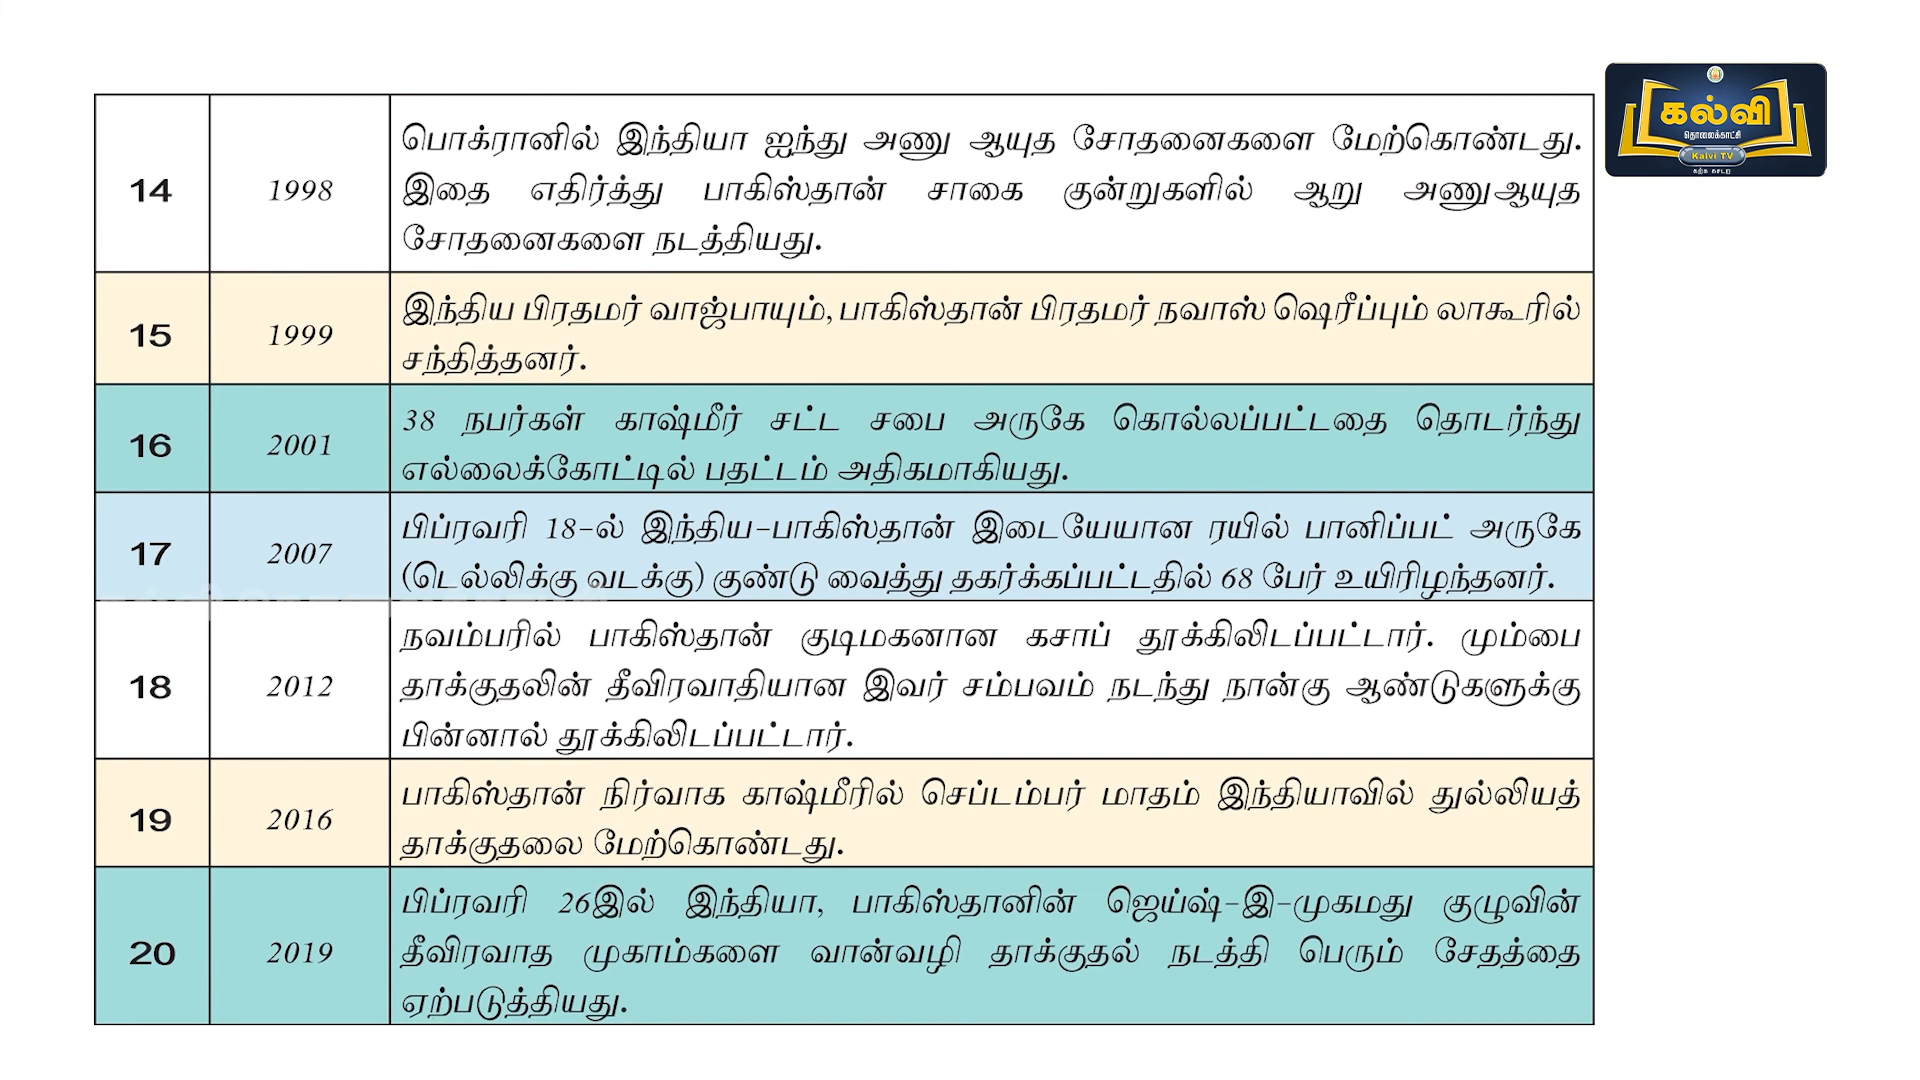 கல்வி
தொலைக்காட்சி
Kalvi TV
கற்க கசடற
14
1998
பொக்ரானில் இந்தியா ஐந்து அணு ஆயுத சோதனைகளை மேற்கொண்டது.
இதை எதிர்த்து பாகிஸ்தான் சாகை குன்றுகளில் ஆறு அணுஆயுத
சோதனைகளை நடத்தியது.
15
1999
இந்திய பிரதமர் வாஜ்பாயும், பாகிஸ்தான் பிரதமர் நவாஸ் ஷெரீப்பும் லாகூரில்
சந்தித்தனர்.
16
2001
38 நபர்கள் காஷ்மீர் சட்ட சபை அருகே கொல்லப்பட்டதை தொடர்ந்து
எல்லைக்கோட்டில் பதட்டம் அதிகமாகியது.
17
2007
பிப்ரவரி 18-ல் இந்திய-பாகிஸ்தான் இடையேயான ரயில் பானிப்பட் அருகே
(டெல்லிக்கு வடக்கு) குண்டு வைத்து தகர்க்கப்பட்டதில் 68 பேர் உயிரிழந்தனர்.
18
2012
நவம்பரில் பாகிஸ்தான் குடிமகனான கசாப் தூக்கிலிடப்பட்டார். மும்பை
தாக்குதலின் தீவிரவாதியான இவர் சம்பவம் நடந்து நான்கு ஆண்டுகளுக்கு
பின்னால் தூக்கிலிடப்பட்டார்.
19
2016
பாகிஸ்தான் நிர்வாக காஷ்மீரில் செப்டம்பர் மாதம் இந்தியாவில் துல்லியத்
தாக்குதலை மேற்கொண்டது.
20
2019
பிப்ரவரி 26இல் இந்தியா, பாகிஸ்தானின் ஜெய்ஷ்-இ-முகமது குழுவின்
தீவிரவாத முகாம்களை வான்வழி தாக்குதல் நடத்தி பெரும் சேதத்தை
ஏற்படுத்தியது.